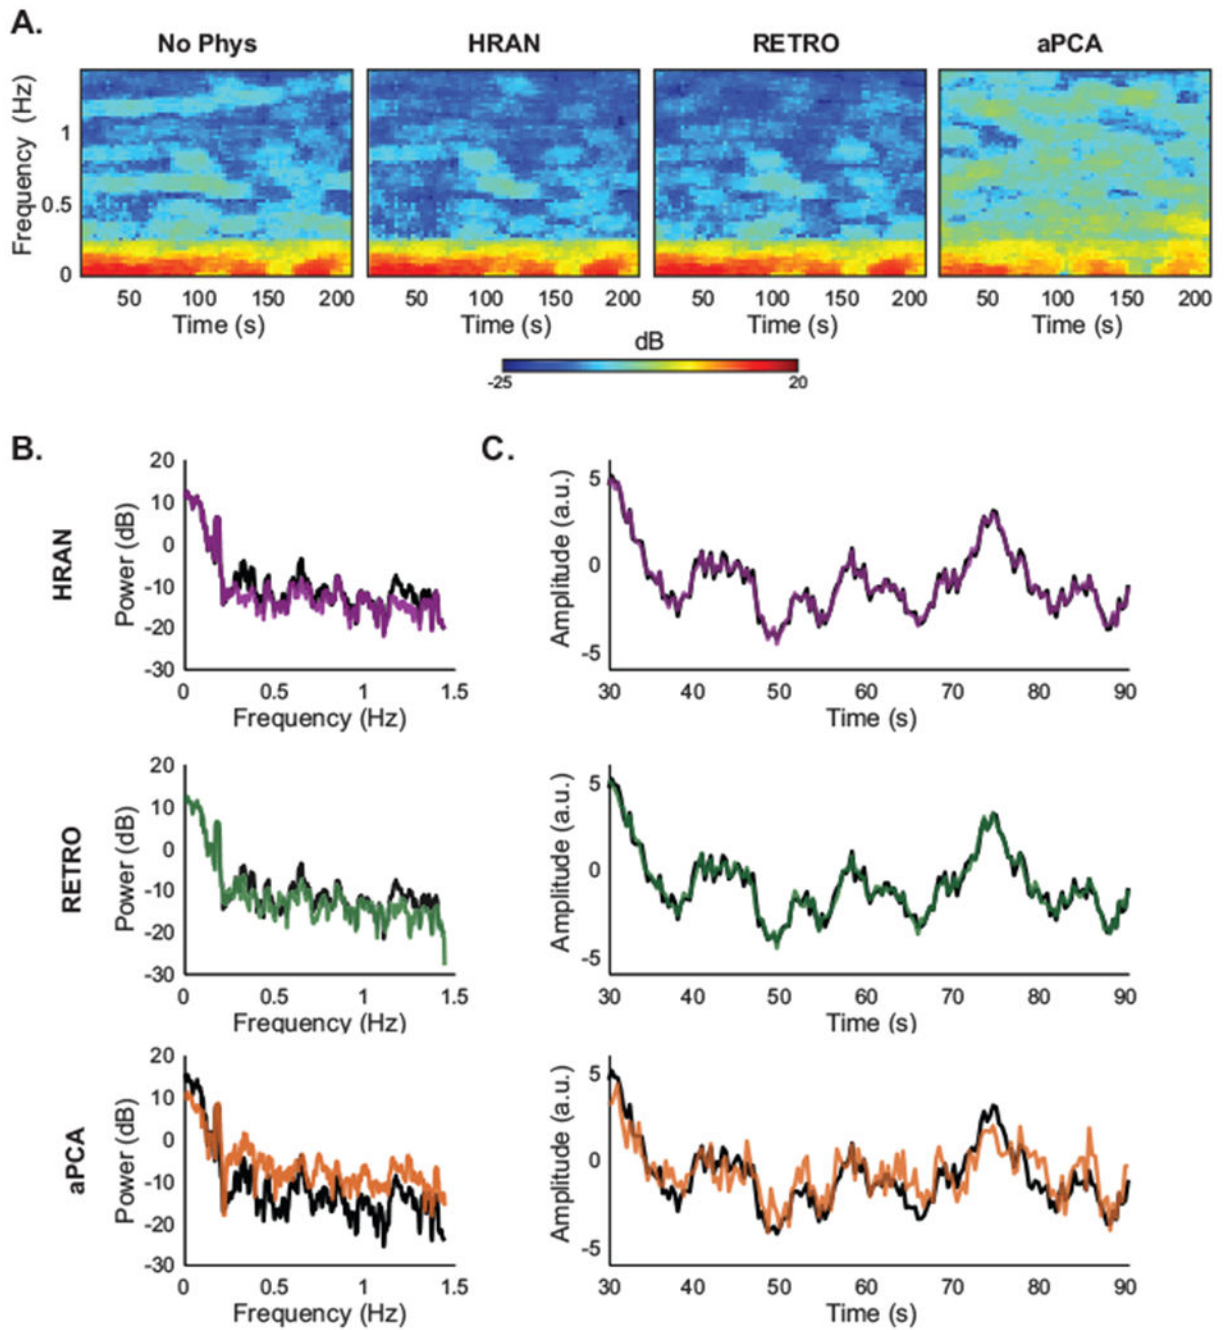 A.
No Phys HRAN RETRO aPCA
Frequency (Hz)
1
0.5
0
50 100 150 200 50 100 150 200 50 100 150 200 50 100 150 200
Time (s) Time (s) Time (s) Time (s)
dB
-25 20
B.
C.
HRAN
Power (dB)
20
10
0
-10
-20
-30
0 0.5 1 1.5
Frequency (Hz)
Amplitude (a.u.)
5
0
-5
30 40 50 60 70 80 90
Time (s)
RETRO
Power (dB)
20
10
0
-10
-20
-30
0 0.5 1 1.5
Frequency (Hz)
Amplitude (a.u.)
5
0
-5
30 40 50 60 70 80 90
Time (s)
aPCA
Power (dB)
20
10
0
-10
-20
-30
0 0.5 1 1.5
Frequency (Hz)
Amplitude (a.u.)
5
0
-5
30 40 50 60 70 80 90
Time (s)